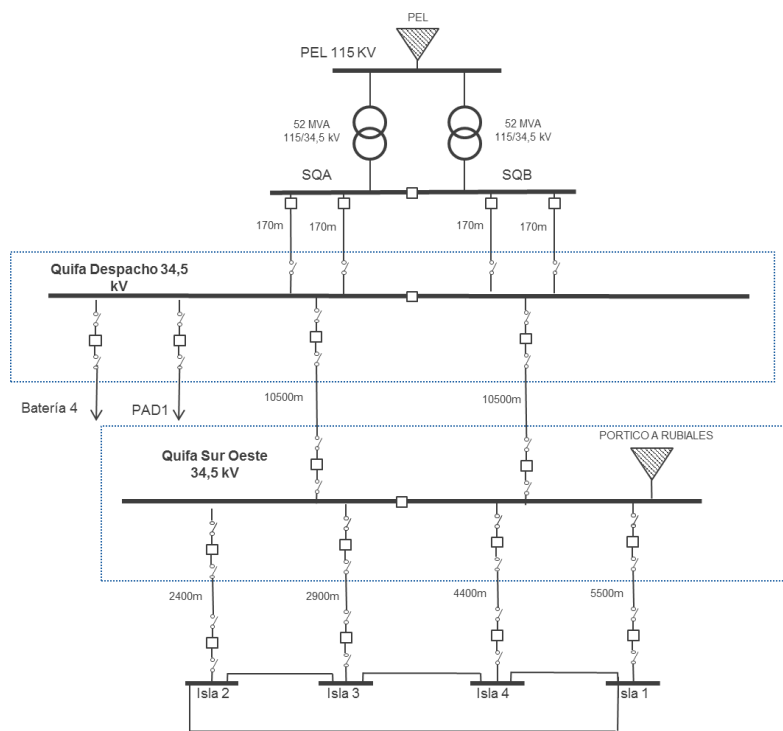 PEL
PEL 115 KV
52 MVA
115/34,5 kV
52 MVA
115/34,5 kV
SQA
SQB
170m
170m
170m
170m
Quifa Despacho 34,5
kV
Batería 4
PAD1
10500m
10500m
Quifa Sur Oeste
34,5 kV
PORTICO A RUBIALES
2400m
2900m
4400m
5500m
Isla 2
Isla 3
Isla 4
sla 1